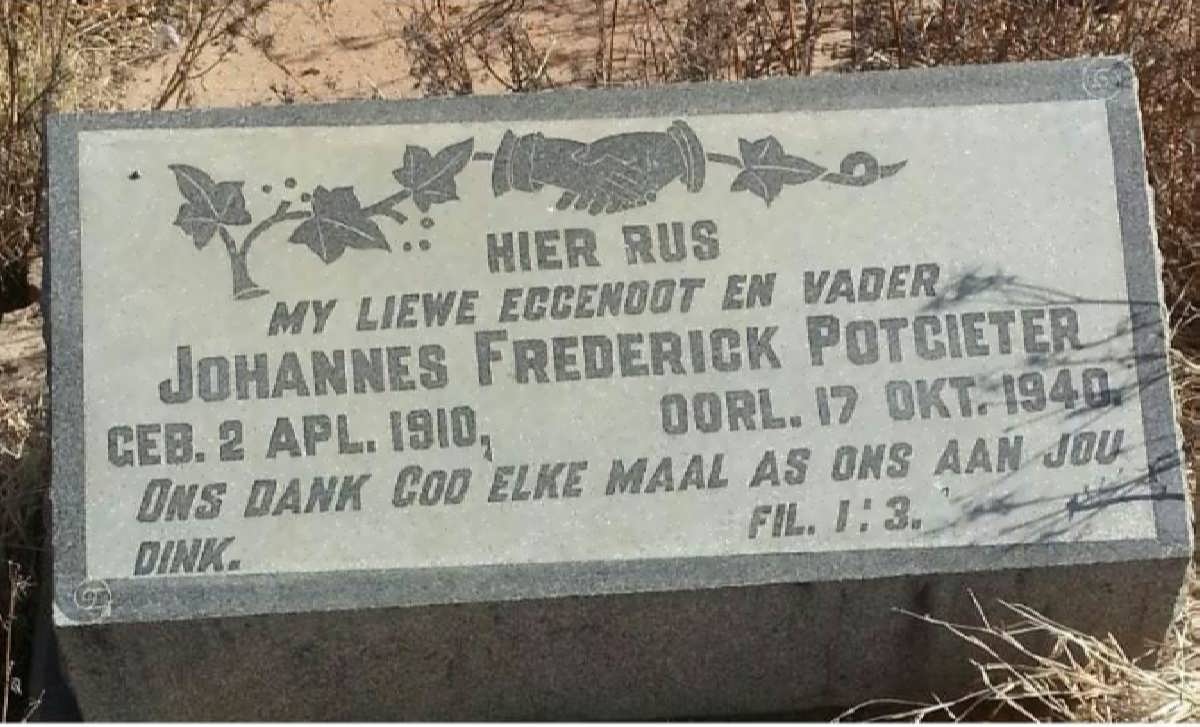 HIER RUS
MY LIEWE EGGENOOT EN VADER
JOHANNES FREDERICK POTGIETER
GEB. 2 APL. 1910, OORL. 17 OKT. 1940.
ONS DANK GOD ELKE MAAL AS ONS AAN JOU
DINK. FIL. 1:3.